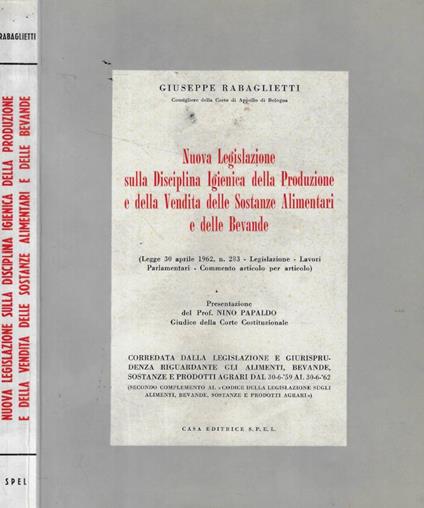 RABAGLIETTI
NUOVA LEGISLAZIONE SULLA DISCIPLINA IGIENICA DELLA PRODUZIONE
E DELLA VENDITA DELLE SOSTANZE ALIMENTARI E DELLE BEVANDE
SPEL
GIUSEPPE RABAGLIETTI
Consigliere della Corte di Appello di Bologna
Nuova Legislazione
sulla Disciplina Igienica della Produzione
e della Vendita delle Sostanze Alimentari
e delle Bevande
(Legge 30 aprile 1962, n. 283 - Legislazione - Lavori
Parlamentari - Commento articolo per articolo)
Presentazione
del Prof. NINO PAPALDO
Giudice della Corte Costituzionale
CORREDATA DALLA LEGISLAZIONE E GIURISPRU-
DENZA RIGUARDANTE GLI ALIMENTI, BEVANDE,
SOSTANZE E PRODOTTI AGRARI DAL 30-6-'59 AL 30-6-'62
(SECONDO COMPLEMENTO AL «CODICE DELLA LEGISLAZIONE SUGLI
ALIMENTI, BEVANDE, SOSTANZE E PRODOTTI AGRARI»)
CASA EDITRICE S.P.E.L.